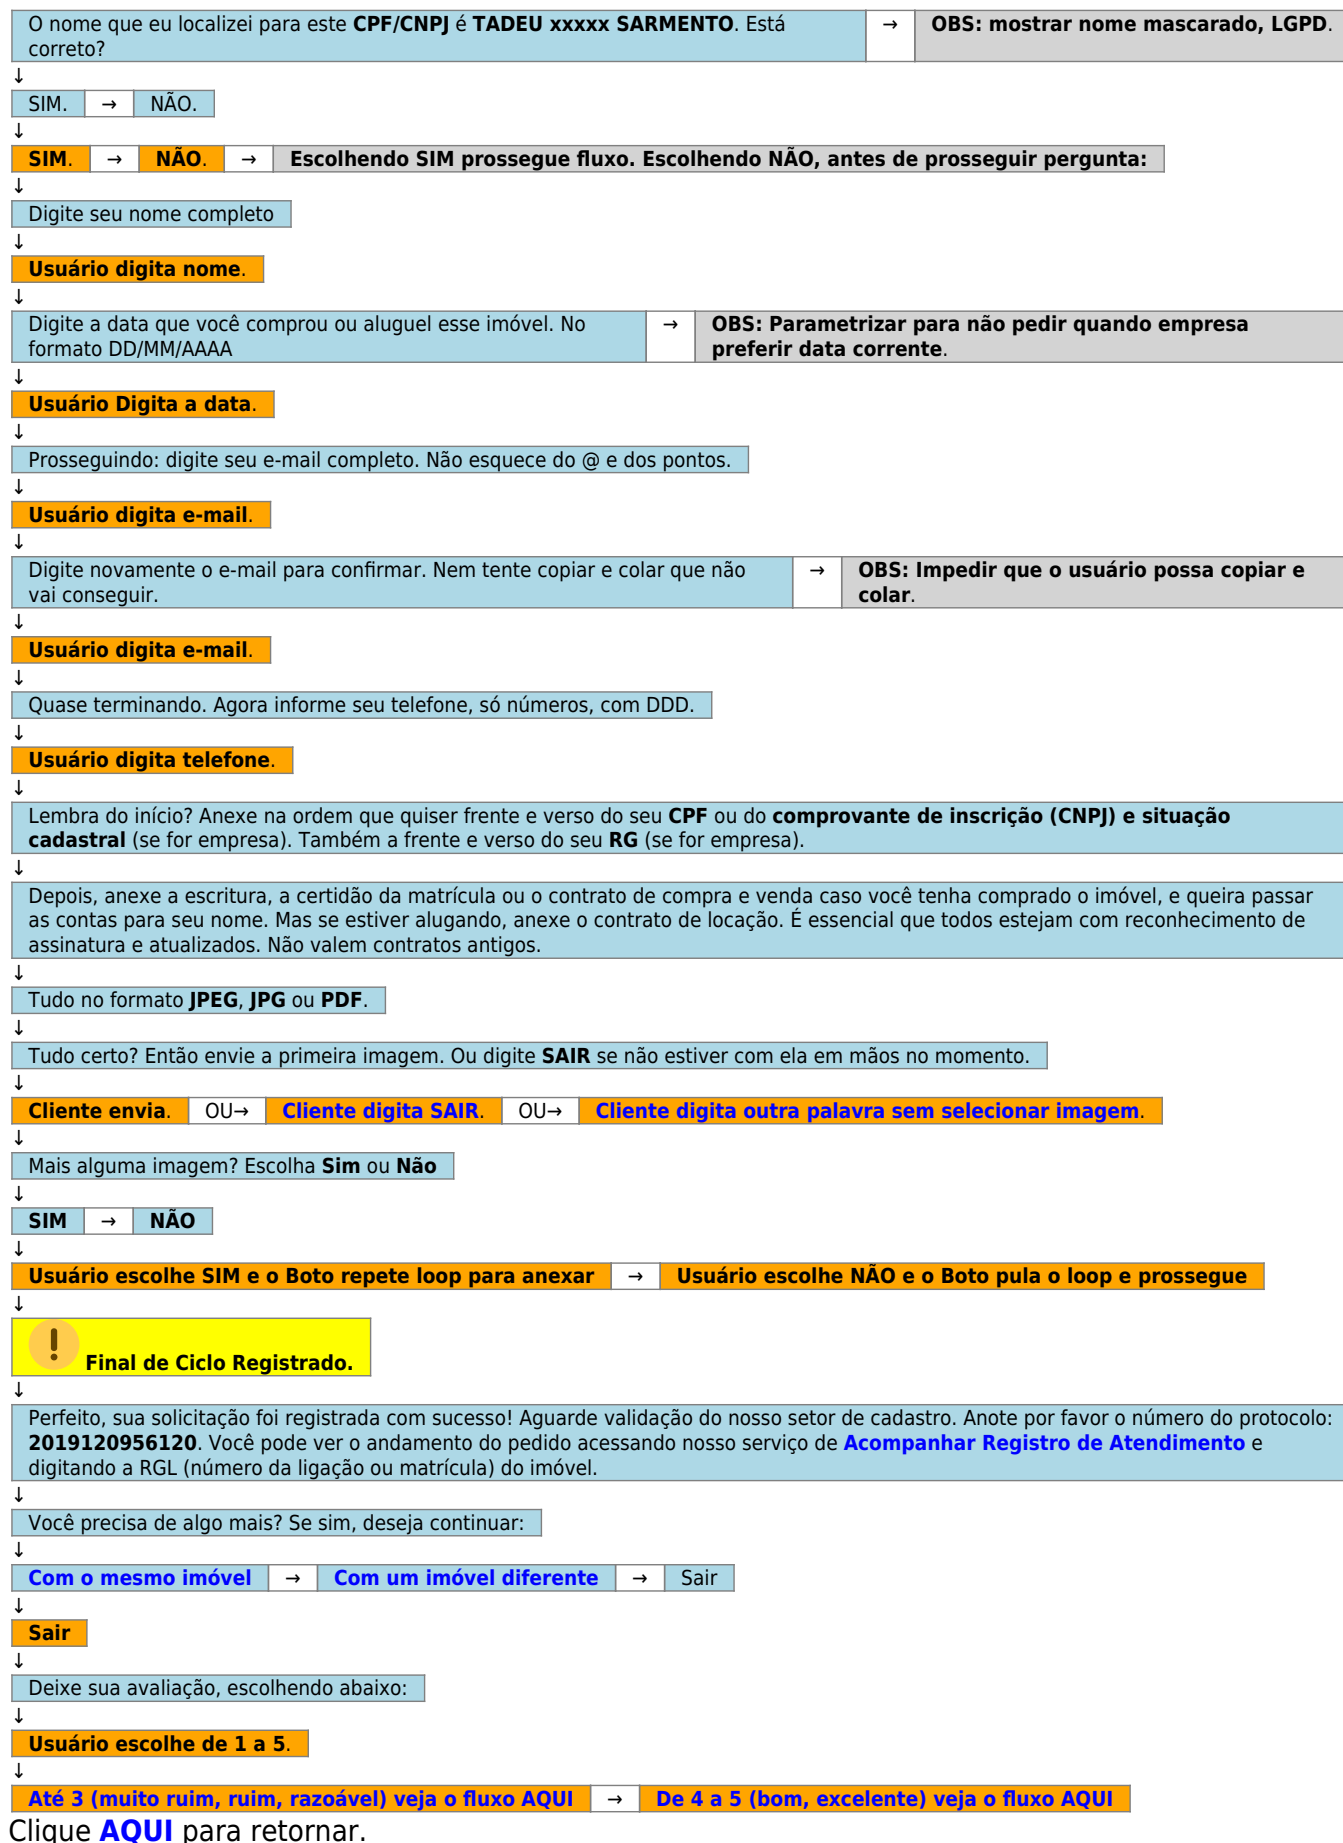 O nome que eu localizei para este CPF/CNPJ é TADEU xxxxx SARMENTO. Está → OBS: mostrar nome mascarado, LGPD.
correto?
↓
SIM. → NÃO.
↓
SIM. → NÃO. → Escolhendo SIM prossegue fluxo. Escolhendo NÃO, antes de prosseguir pergunta:
↓
Digite seu nome completo
↓
Usuário digita nome.
↓
Digite a data que você comprou ou aluguel esse imóvel. No → OBS: Parametrizar para não pedir quando empresa
formato DD/MM/AAAA preferir data corrente.
↓
Usuário Digita a data.
↓
Prosseguindo: digite seu e-mail completo. Não esquece do @ e dos pontos.
↓
Usuário digita e-mail.
↓
Digite novamente o e-mail para confirmar. Nem tente copiar e colar que não → OBS: Impedir que o usuário possa copiar e
vai conseguir. colar.
↓
Usuário digita e-mail.
↓
Quase terminando. Agora informe seu telefone, só números, com DDD.
↓
Usuário digita telefone.
↓
Lembra do início? Anexe na ordem que quiser frente e verso do seu CPF ou do comprovante de inscrição (CNPJ) e situação
cadastral (se for empresa). Também a frente e verso do seu RG (se for empresa).
↓
Depois, anexe a escritura, a certidão da matrícula ou o contrato de compra e venda caso você tenha comprado o imóvel, e queira passar
as contas para seu nome. Mas se estiver alugando, anexe o contrato de locação. É essencial que todos estejam com reconhecimento de
assinatura e atualizados. Não valem contratos antigos.
↓
Tudo no formato JPEG, JPG ou PDF.
↓
Tudo certo? Então envie a primeira imagem. Ou digite SAIR se não estiver com ela em mãos no momento.
↓
Cliente envia. OU→ Cliente digita SAIR. OU→ Cliente digita outra palavra sem selecionar imagem.
↓
Mais alguma imagem? Escolha Sim ou Não
↓
SIM → NÃO
↓
Usuário escolhe SIM e o Boto repete loop para anexar → Usuário escolhe NÃO e o Boto pula o loop e prossegue
↓
! Final de Ciclo Registrado.
↓
Perfeito, sua solicitação foi registrada com sucesso! Aguarde validação do nosso setor de cadastro. Anote por favor o número do protocolo:
2019120956120. Você pode ver o andamento do pedido acessando nosso serviço de Acompanhar Registro de Atendimento e
digitando a RGL (número da ligação ou matrícula) do imóvel.
↓
Você precisa de algo mais? Se sim, deseja continuar:
↓
Com o mesmo imóvel → Com um imóvel diferente → Sair
↓
Sair
↓
Deixe sua avaliação, escolhendo abaixo:
↓
Usuário escolhe de 1 a 5.
↓
Até 3 (muito ruim, ruim, razoável) veja o fluxo AQUI → De 4 a 5 (bom, excelente) veja o fluxo AQUI
Clique AQUI para retornar.